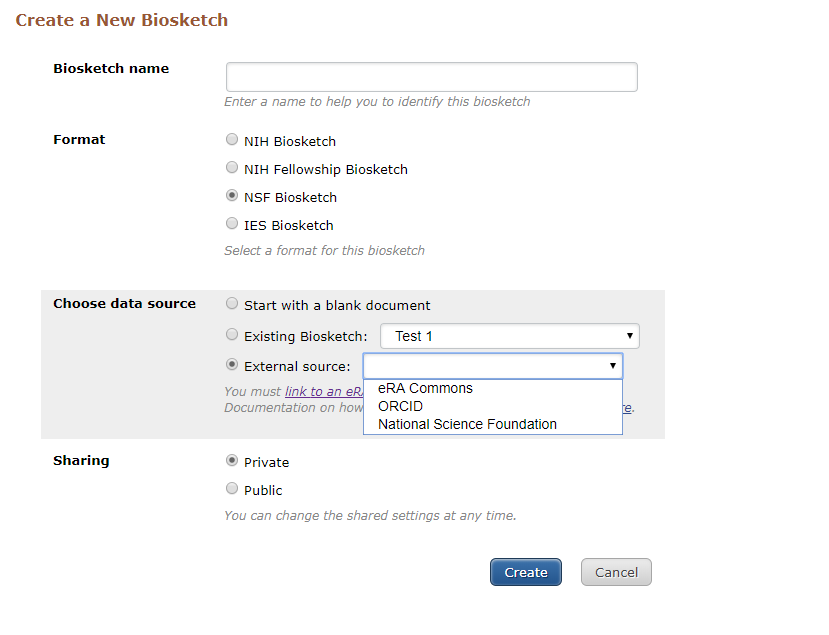 Create a New Biosketch
Biosketch name
Enter a name to help you to identify this biosketch
Format
NIH Biosketch
NIH Fellowship Biosketch
NSF Biosketch
IES Biosketch
Select a format for this biosketch
Choose data source
Start with a blank document
Existing Biosketch: Test 1
External source:
eRA Commons
ORCID
National Science Foundation
You must link to an eRA
Documentation on how
Sharing
Private
Public
You can change the shared settings at any time.
Create Cancel